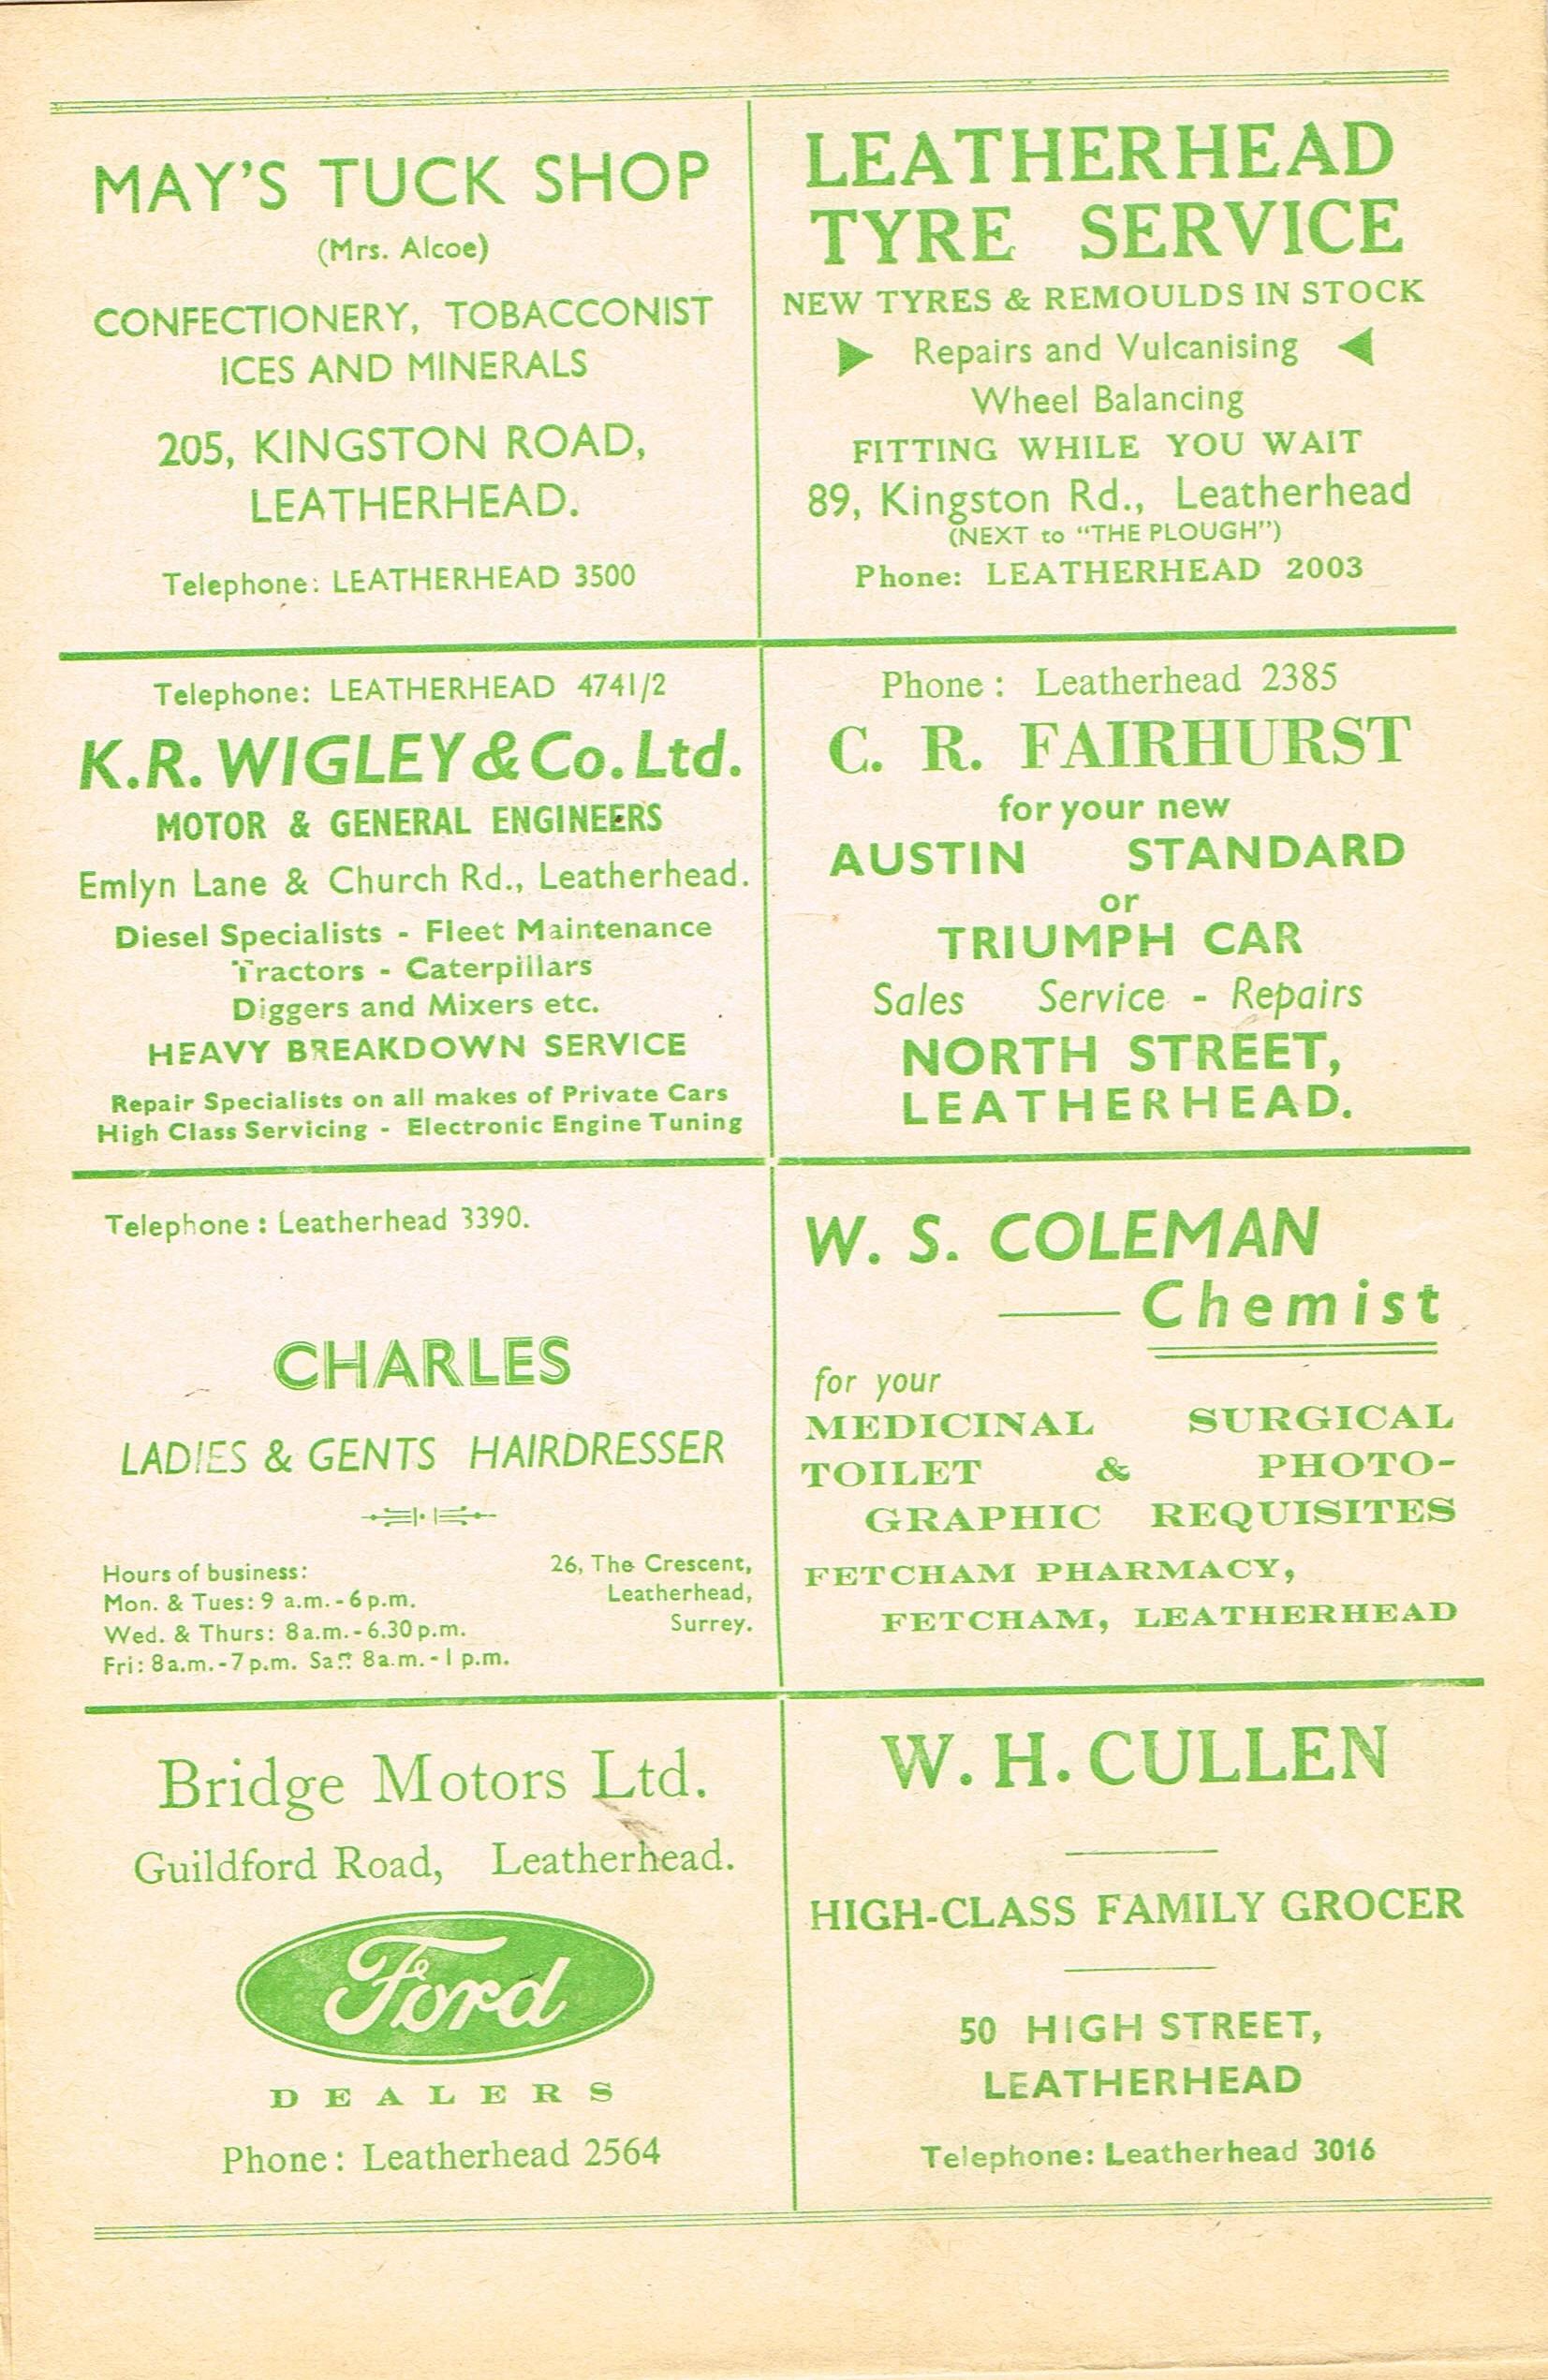 MAY'S TUCK SHOP
(Mrs. Alcoe)
CONFECTIONERY, TOBACCONIST
ICES AND MINERALS
205, KINGSTON ROAD,
LEATHERHEAD.
Telephone: LEATHERHEAD 3500
LEATHERHEAD
TYRE SERVICE
NEW TYRES & REMOULDS IN STOCK
Repairs and Vulcanising
Wheel Balancing
FITTING WHILE YOU WAIT
89, Kingston Rd., Leatherhead
(NEXT to "THE PLOUGH")
Phone: LEATHERHEAD 2003
Telephone: LEATHERHEAD 4741/2
K.R. WIGLEY & Co. Ltd.
MOTOR & GENERAL ENGINEERS
Emlyn Lane & Church Rd., Leatherhead.
Diesel Specialists - Fleet Maintenance
Tractors - Caterpillars
Diggers and Mixers etc.
HEAVY BREAKDOWN SERVICE
Repair Specialists on all makes of Private Cars
High Class Servicing - Electronic Engine Tuning
Phone: Leatherhead 2385
C. R. FAIRHURST
for your new
AUSTIN STANDARD
or
TRIUMPH CAR
Sales Service - Repairs
NORTH STREET,
LEATHERHEAD.
Telephone: Leatherhead 3390.
CHARLES
LADIES & GENTS HAIRDRESSER
Hours of business:
Mon. & Tues: 9 a.m. - 6 p.m.
Wed. & Thurs: 8 a.m. - 6.30 p.m.
Fri: 8 a.m. - 7 p.m. Sat: 8 a.m. - 1 p.m.
26, The Crescent,
Leatherhead,
Surrey.
W. S. COLEMAN
Chemist
for your
MEDICINAL SURGICAL
TOILET & PHOTO-
GRAPHIC REQUISITES
FETCHAM PHARMACY,
FETCHAM, LEATHERHEAD
Bridge Motors Ltd.
Guildford Road, Leatherhead.
Ford
DEALERS
Phone: Leatherhead 2564
W. H. CULLEN
HIGH-CLASS FAMILY GROCER
50 HIGH STREET,
LEATHERHEAD
Telephone: Leatherhead 3016